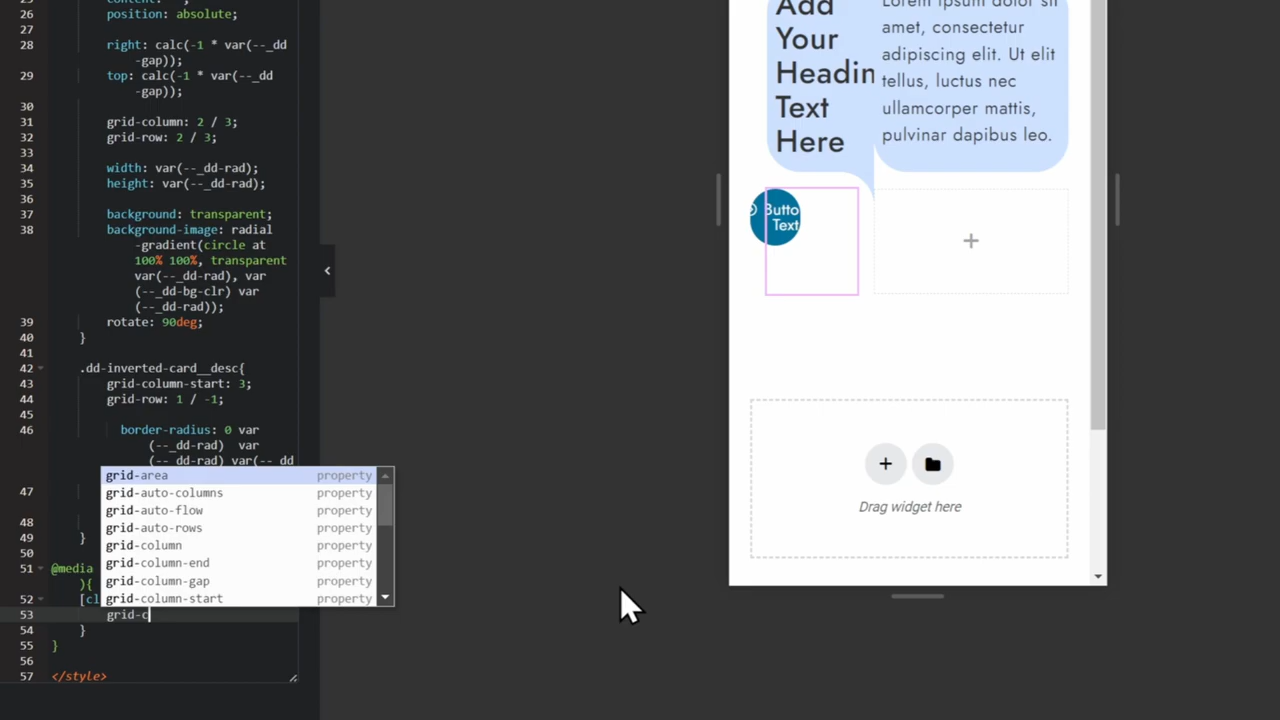 26 position: absolute;
27
28 right: calc(-1 * var(--_dd
-gap));
29 top: calc(-1 * var(--_dd
-gap));
30
31 grid-column: 2 / 3;
32 grid-row: 2 / 3;
33
34 width: var(--_dd-rad);
35 height: var(--_dd-rad);
36
37 background: transparent;
38 background-image: radial
-gradient(circle at
100% 100%, transparent
var(--_dd-rad), var
(--_dd-bg-clr) var
(--_dd-rad));
39 rotate: 90deg;
40 }
41
42 .dd-inverted-card__desc{
43 grid-column-start: 3;
44 grid-row: 1 / -1;
45
46 border-radius: 0 var
(--_dd-rad) var
(--_dd-rad) var(--_dd
47
48
49 }
50
51 @media
){
52 [cl
53 grid-c
54 }
55 }
56
57 </style>
grid-area property
grid-auto-columns property
grid-auto-flow property
grid-auto-rows property
grid-column property
grid-column-end property
grid-column-gap property
grid-column-start property
Add
Your
Headin
Text
Here
Lorem ipsum dolor sit
amet, consectetur
adipiscing elit. Ut elit
tellus, luctus nec
ullamcorper mattis,
pulvinar dapibus leo.
Butto
Text
Drag widget here